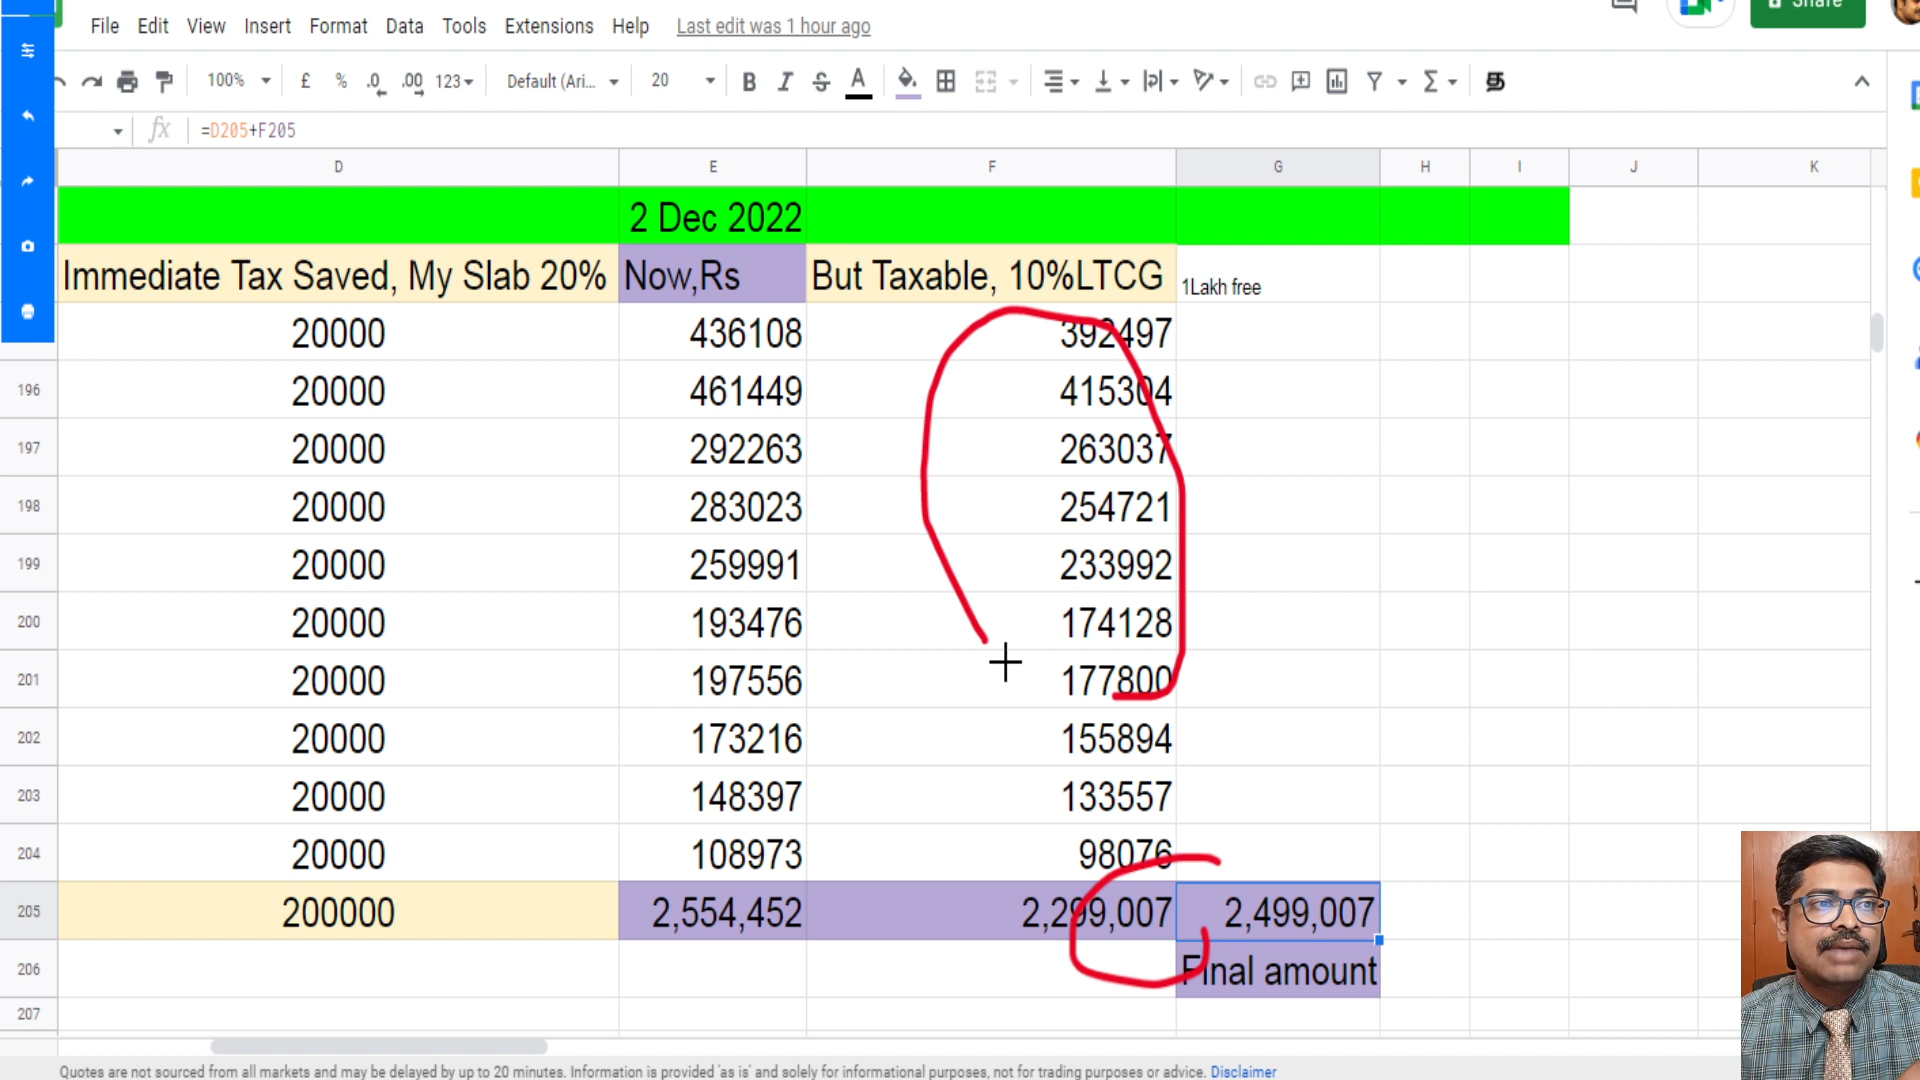 Share
File Edit View Insert Format Data Tools Extensions Help Last edit was 1 hour ago
100% £ % .0 .00 123 Default (Ari... 20 B I S A Σ
fx =D205+F205
D E F G H I J K
2 Dec 2022
Immediate Tax Saved, My Slab 20% Now,Rs But Taxable, 10%LTCG 1Lakh free
20000 436108 392497
196 20000 461449 415304
197 20000 292263 263037
198 20000 283023 254721
199 20000 259991 233992
200 20000 193476 174128
201 20000 197556 177800
202 20000 173216 155894
203 20000 148397 133557
204 20000 108973 98076
205 200000 2,554,452 2,299,007 2,499,007
206 Final amount
207
Quotes are not sourced from all markets and may be delayed by up to 20 minutes. Information is provided 'as is' and solely for informational purposes, not for trading purposes or advice. Disclaimer